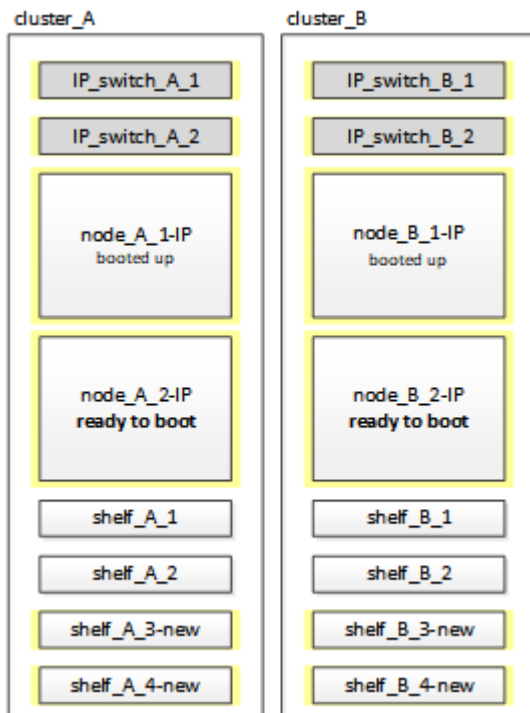 cluster_A
IP_switch_A_1
IP_switch_A_2
node_A_1-IP
booted up
node_A_2-IP
ready to boot
shelf_A_1
shelf_A_2
shelf_A_3-new
shelf_A_4-new
cluster_B
IP_switch_B_1
IP_switch_B_2
node_B_1-IP
booted up
node_B_2-IP
ready to boot
shelf_B_1
shelf_B_2
shelf_B_3-new
shelf_B_4-new